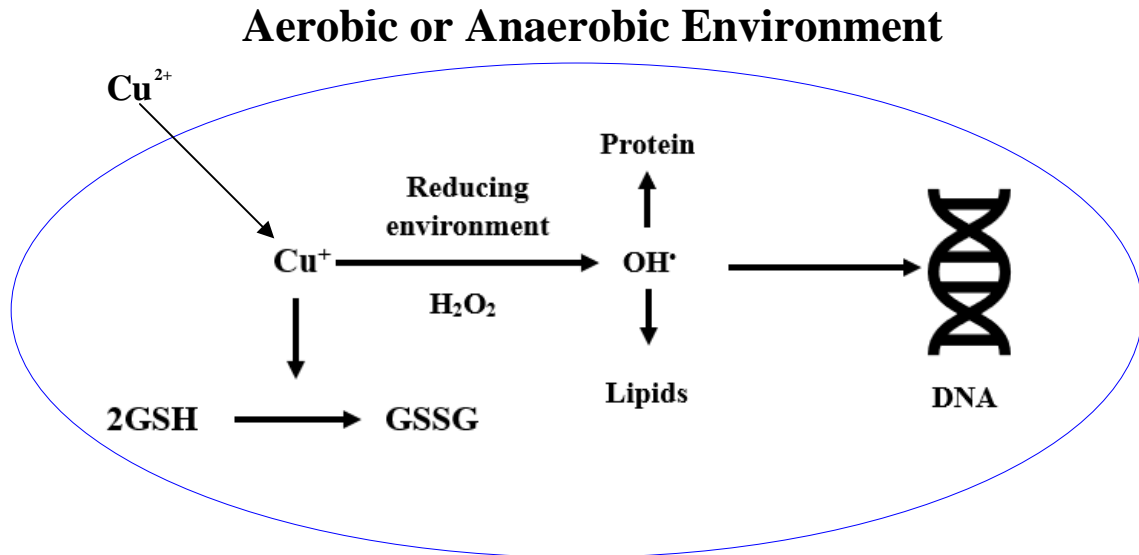 Aerobic or Anaerobic Environment
Cu²⁺
Protein
Reducing
environment
Cu⁺
OH•
H₂O₂
Lipids
DNA
2GSH
GSSG